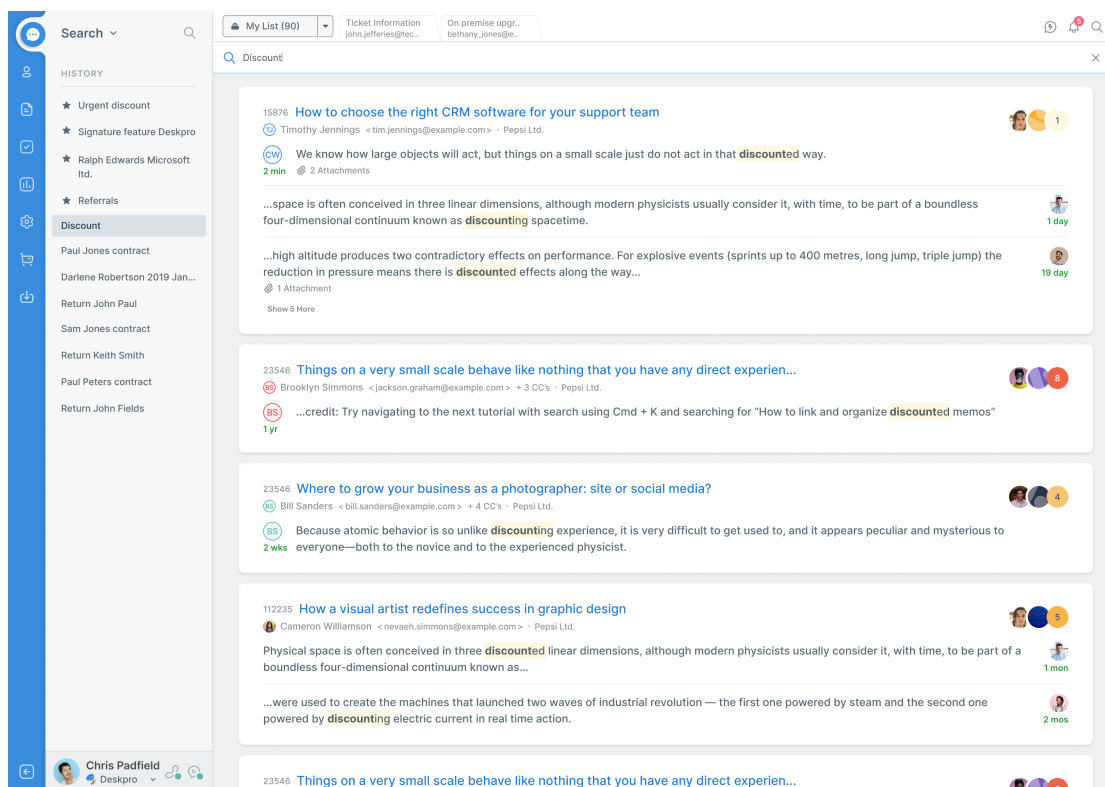 Search
HISTORY
Urgent discount
Signature feature Deskpro
Ralph Edwards Microsoft
ltd.
Referrals
Discount
Paul Jones contract
Darlene Robertson 2019 Jan...
Return John Paul
Sam Jones contract
Return Keith Smith
Paul Peters contract
Return John Fields
Chris Padfield
Deskpro
My List (90)
Ticket Information
john.jefferies@tec..
On premise upgr..
bethany_jones@e..
5
Discount
15876 How to choose the right CRM software for your support team
1
TJ Timothy Jennings <tim.jennings@example.com> · Pepsi Ltd.
CW We know how large objects will act, but things on a small scale just do not act in that discounted way.
2 min 2 Attachments
...space is often conceived in three linear dimensions, although modern physicists usually consider it, with time, to be part of a boundless
four-dimensional continuum known as discounting spacetime.
1 day
...high altitude produces two contradictory effects on performance. For explosive events (sprints up to 400 metres, long jump, triple jump) the
reduction in pressure means there is discounted effects along the way...
19 day
1 Attachment
Show 5 More
23546 Things on a very small scale behave like nothing that you have any direct experien...
8
BS Brooklyn Simmons <jackson.graham@example.com> + 3 CC's · Pepsi Ltd.
BS ...credit: Try navigating to the next tutorial with search using Cmd + K and searching for “How to link and organize discounted memos”
1 yr
23546 Where to grow your business as a photographer: site or social media?
4
BS Bill Sanders <bill.sanders@example.com> + 4 CC's · Pepsi Ltd.
BS Because atomic behavior is so unlike discounting experience, it is very difficult to get used to, and it appears peculiar and mysterious to
2 wks everyone—both to the novice and to the experienced physicist.
112235 How a visual artist redefines success in graphic design
5
Cameron Williamson <nevaeh.simmons@example.com> · Pepsi Ltd.
Physical space is often conceived in three discounted linear dimensions, although modern physicists usually consider it, with time, to be part of a
boundless four-dimensional continuum known as...
1 mon
...were used to create the machines that launched two waves of industrial revolution — the first one powered by steam and the second one
powered by discounting electric current in real time action.
2 mos
23546 Things on a very small scale behave like nothing that you have any direct experien...